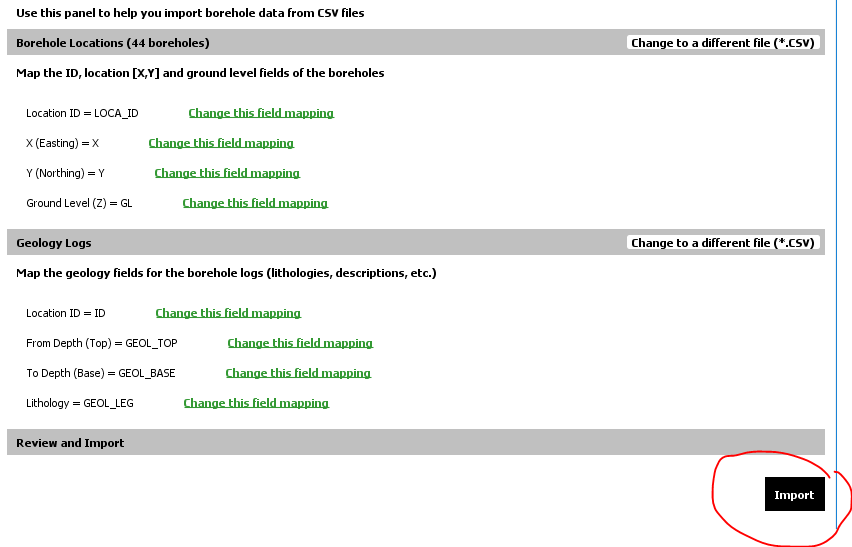 Use this panel to help you import borehole data from CSV files
Borehole Locations (44 boreholes) Change to a different file (*.CSV)
Map the ID, location [X,Y] and ground level fields of the boreholes
Location ID = LOCA_ID Change this field mapping
X (Easting) = X Change this field mapping
Y (Northing) = Y Change this field mapping
Ground Level (Z) = GL Change this field mapping
Geology Logs Change to a different file (*.CSV)
Map the geology fields for the borehole logs (lithologies, descriptions, etc.)
Location ID = ID Change this field mapping
From Depth (Top) = GEOL_TOP Change this field mapping
To Depth (Base) = GEOL_BASE Change this field mapping
Lithology = GEOL_LEG Change this field mapping
Review and Import
Import